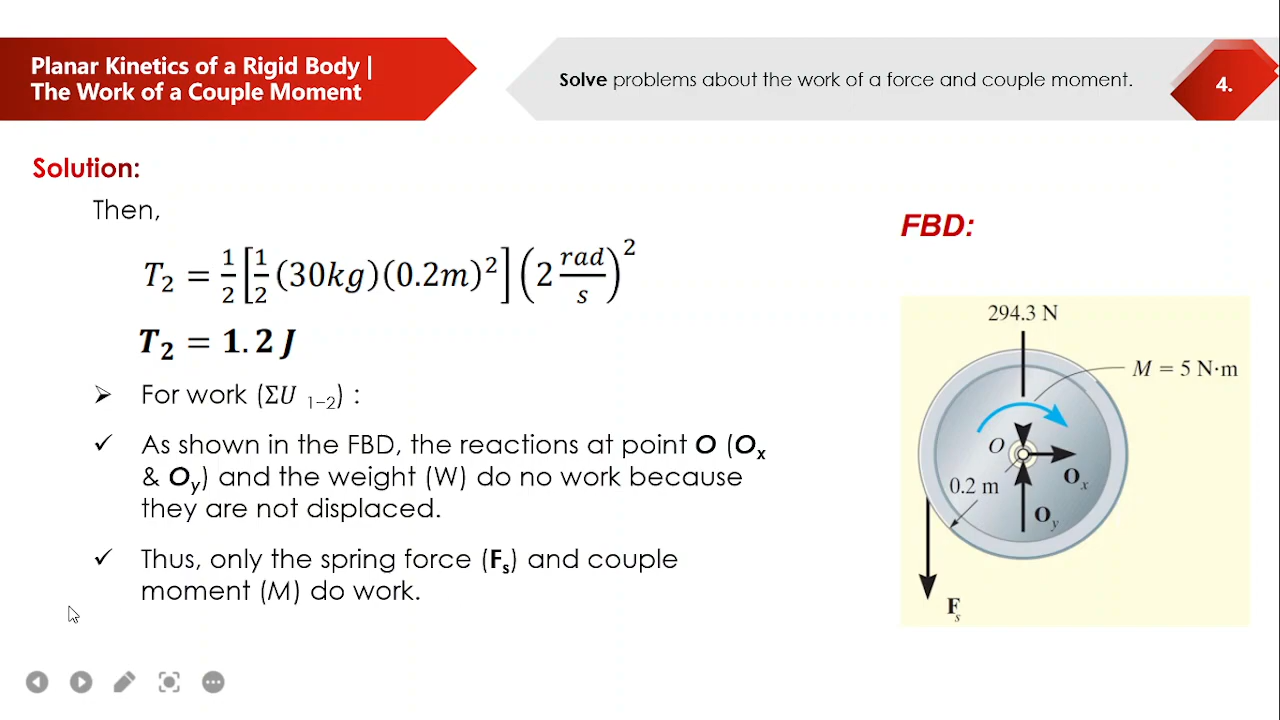 Planar Kinetics of a Rigid Body |
The Work of a Couple Moment
Solve problems about the work of a force and couple moment.
4.
Solution:
Then,
T₂ = 1/2 [1/2 (30kg)(0.2m)²] (2 rad/s)²
T₂ = 1.2 J
➢ For work (ΣU ₁₋₂) :
✓ As shown in the FBD, the reactions at point O (Oₓ
& Oᵧ) and the weight (W) do no work because
they are not displaced.
✓ Thus, only the spring force (Fₛ) and couple
moment (M) do work.
FBD:
294.3 N
M = 5 N·m
O
0.2 m
Oₓ
Oᵧ
Fₛ